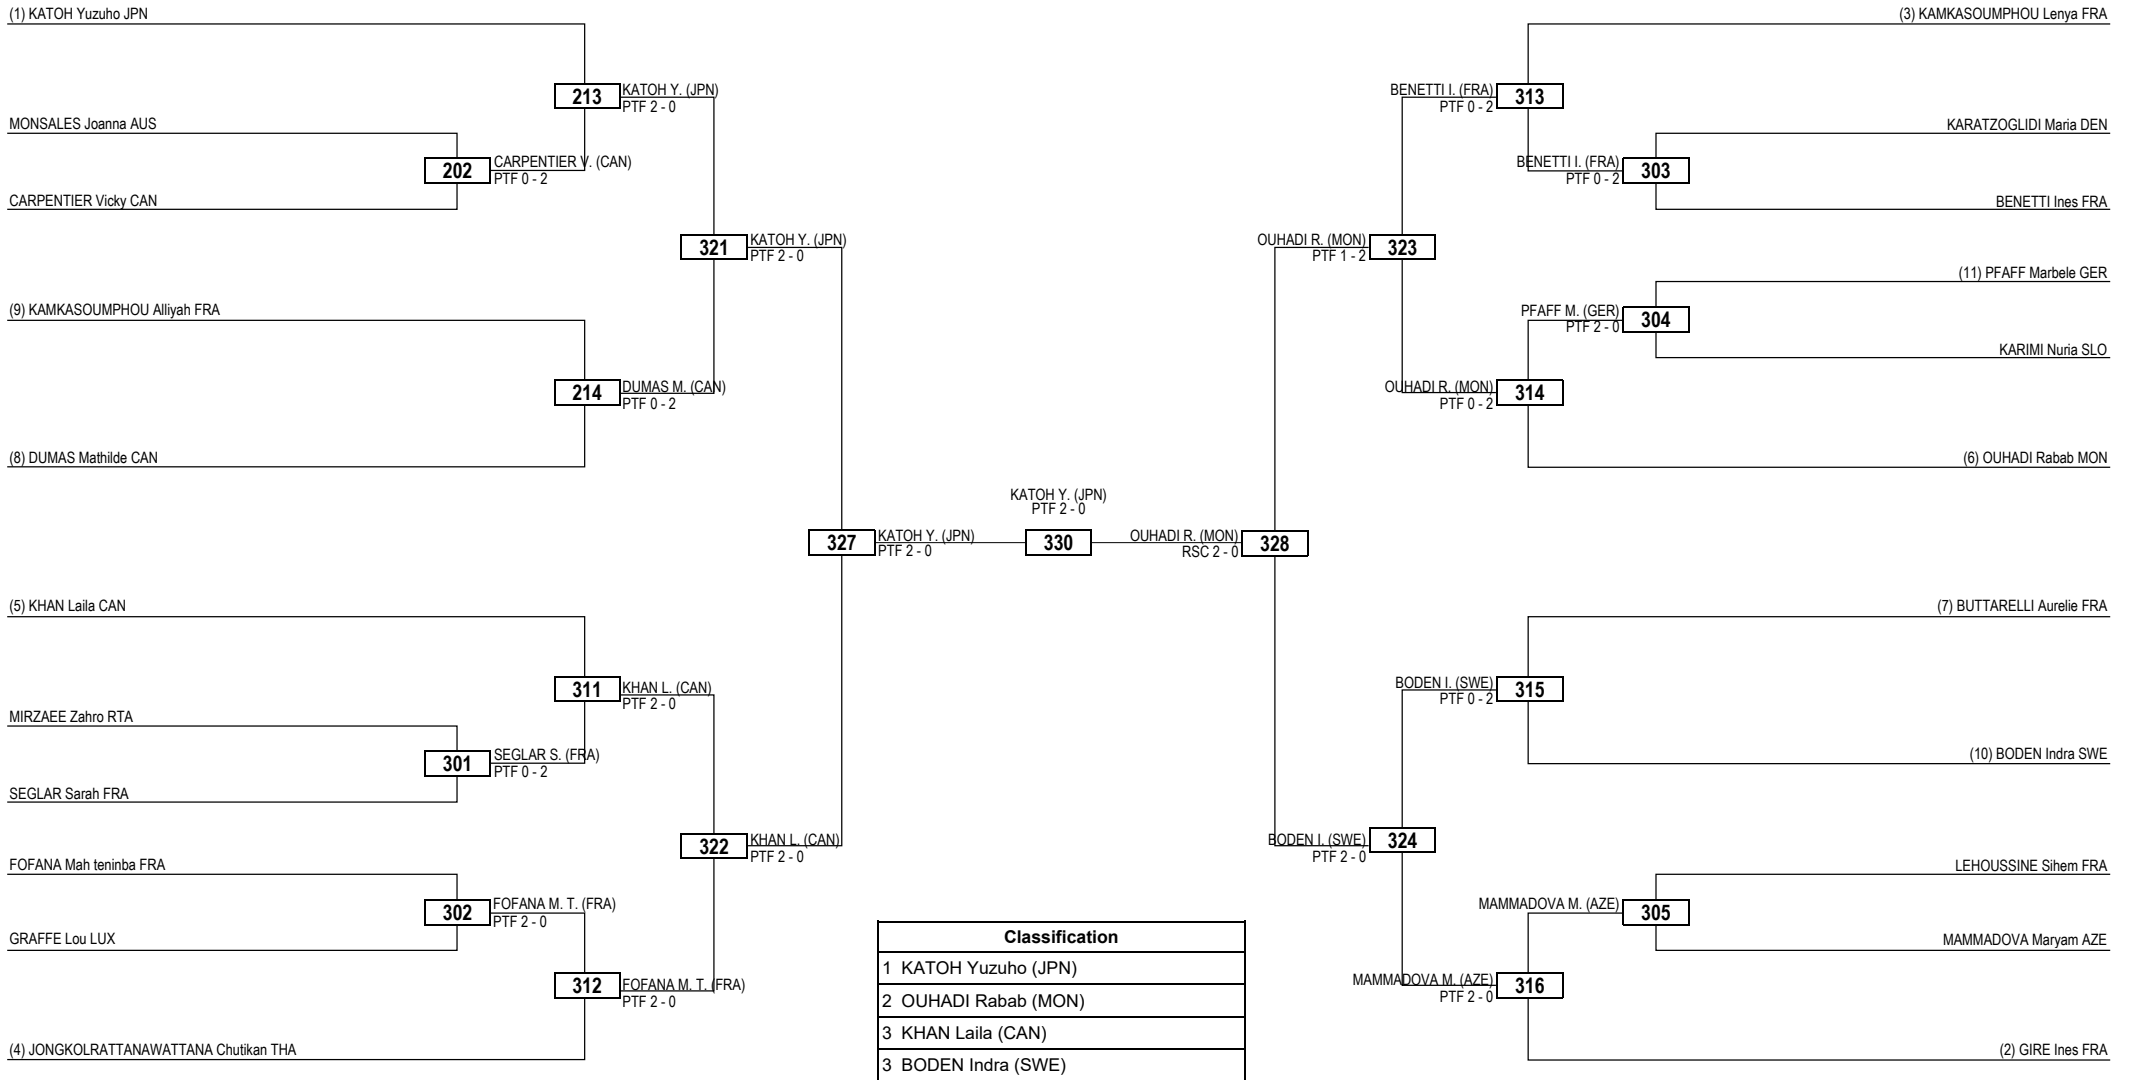 (1) KATOH Yuzuho JPN
213
KATOH Y. (JPN)
PTF 2 - 0
MONSALES Joanna AUS
202
CARPENTIER V. (CAN)
PTF 0 - 2
CARPENTIER Vicky CAN
321
KATOH Y. (JPN)
PTF 2 - 0
(9) KAMKASOUMPHOU Alliyah FRA
214
DUMAS M. (CAN)
PTF 0 - 2
(8) DUMAS Mathilde CAN
327
KATOH Y. (JPN)
PTF 2 - 0
(5) KHAN Laila CAN
311
KHAN L. (CAN)
PTF 2 - 0
MIRZAEE Zahro RTA
301
SEGLAR S. (FRA)
PTF 0 - 2
SEGLAR Sarah FRA
322
KHAN L. (CAN)
PTF 2 - 0
FOFANA Mah teninba FRA
302
FOFANA M. T. (FRA)
PTF 2 - 0
GRAFFE Lou LUX
312
FOFANA M. T. (FRA)
PTF 2 - 0
(4) JONGKOLRATTANAWATTANA Chutikan THA
KATOH Y. (JPN)
PTF 2 - 0
330
(3) KAMKASOUMPHOU Lenya FRA
BENETTI I. (FRA)
PTF 0 - 2
313
KARATZOGLIDI Maria DEN
BENETTI I. (FRA)
PTF 0 - 2
303
BENETTI Ines FRA
OUHADI R. (MON)
PTF 1 - 2
323
(11) PFAFF Marbele GER
PFAFF M. (GER)
PTF 2 - 0
304
KARIMI Nuria SLO
OUHADI R. (MON)
PTF 0 - 2
314
(6) OUHADI Rabab MON
OUHADI R. (MON)
RSC 2 - 0
328
(7) BUTTARELLI Aurelie FRA
BODEN I. (SWE)
PTF 0 - 2
315
(10) BODEN Indra SWE
BODEN I. (SWE)
PTF 2 - 0
324
LEHOUSSINE Sihem FRA
MAMMADOVA M. (AZE)
305
MAMMADOVA Maryam AZE
MAMMADOVA M. (AZE)
PTF 2 - 0
316
(2) GIRE Ines FRA
Classification
1 KATOH Yuzuho (JPN)
2 OUHADI Rabab (MON)
3 KHAN Laila (CAN)
3 BODEN Indra (SWE)